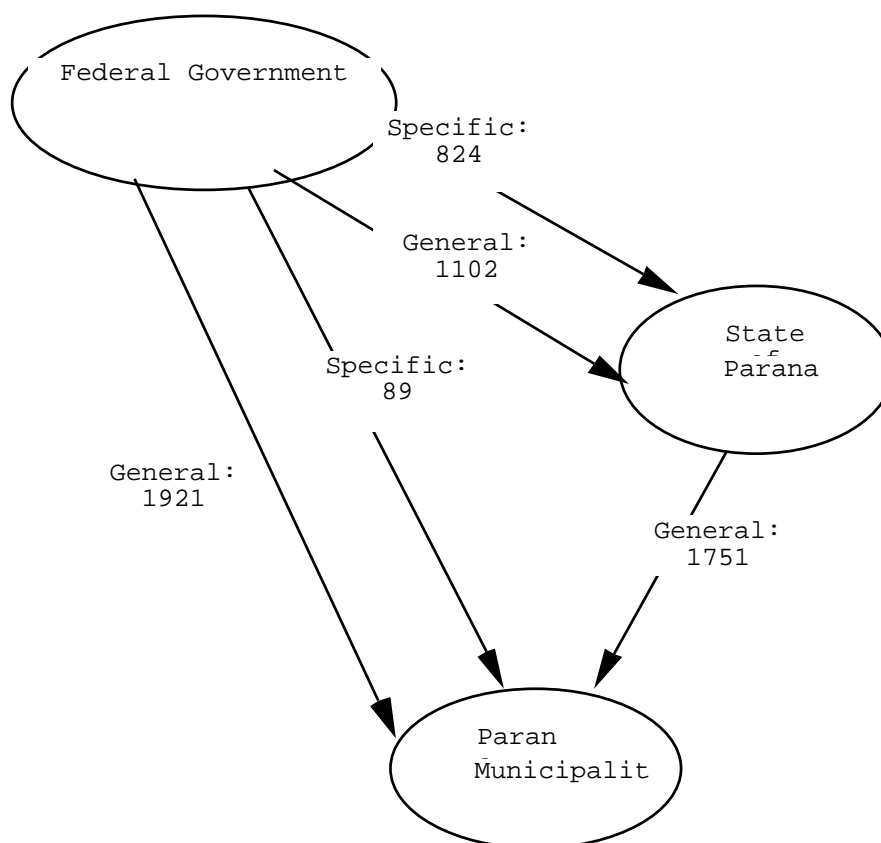 Federal Government
Specific:
824
General:
1102
State
Parana
Specific:
89
General:
1921
General:
1751
Paran
Municipalit